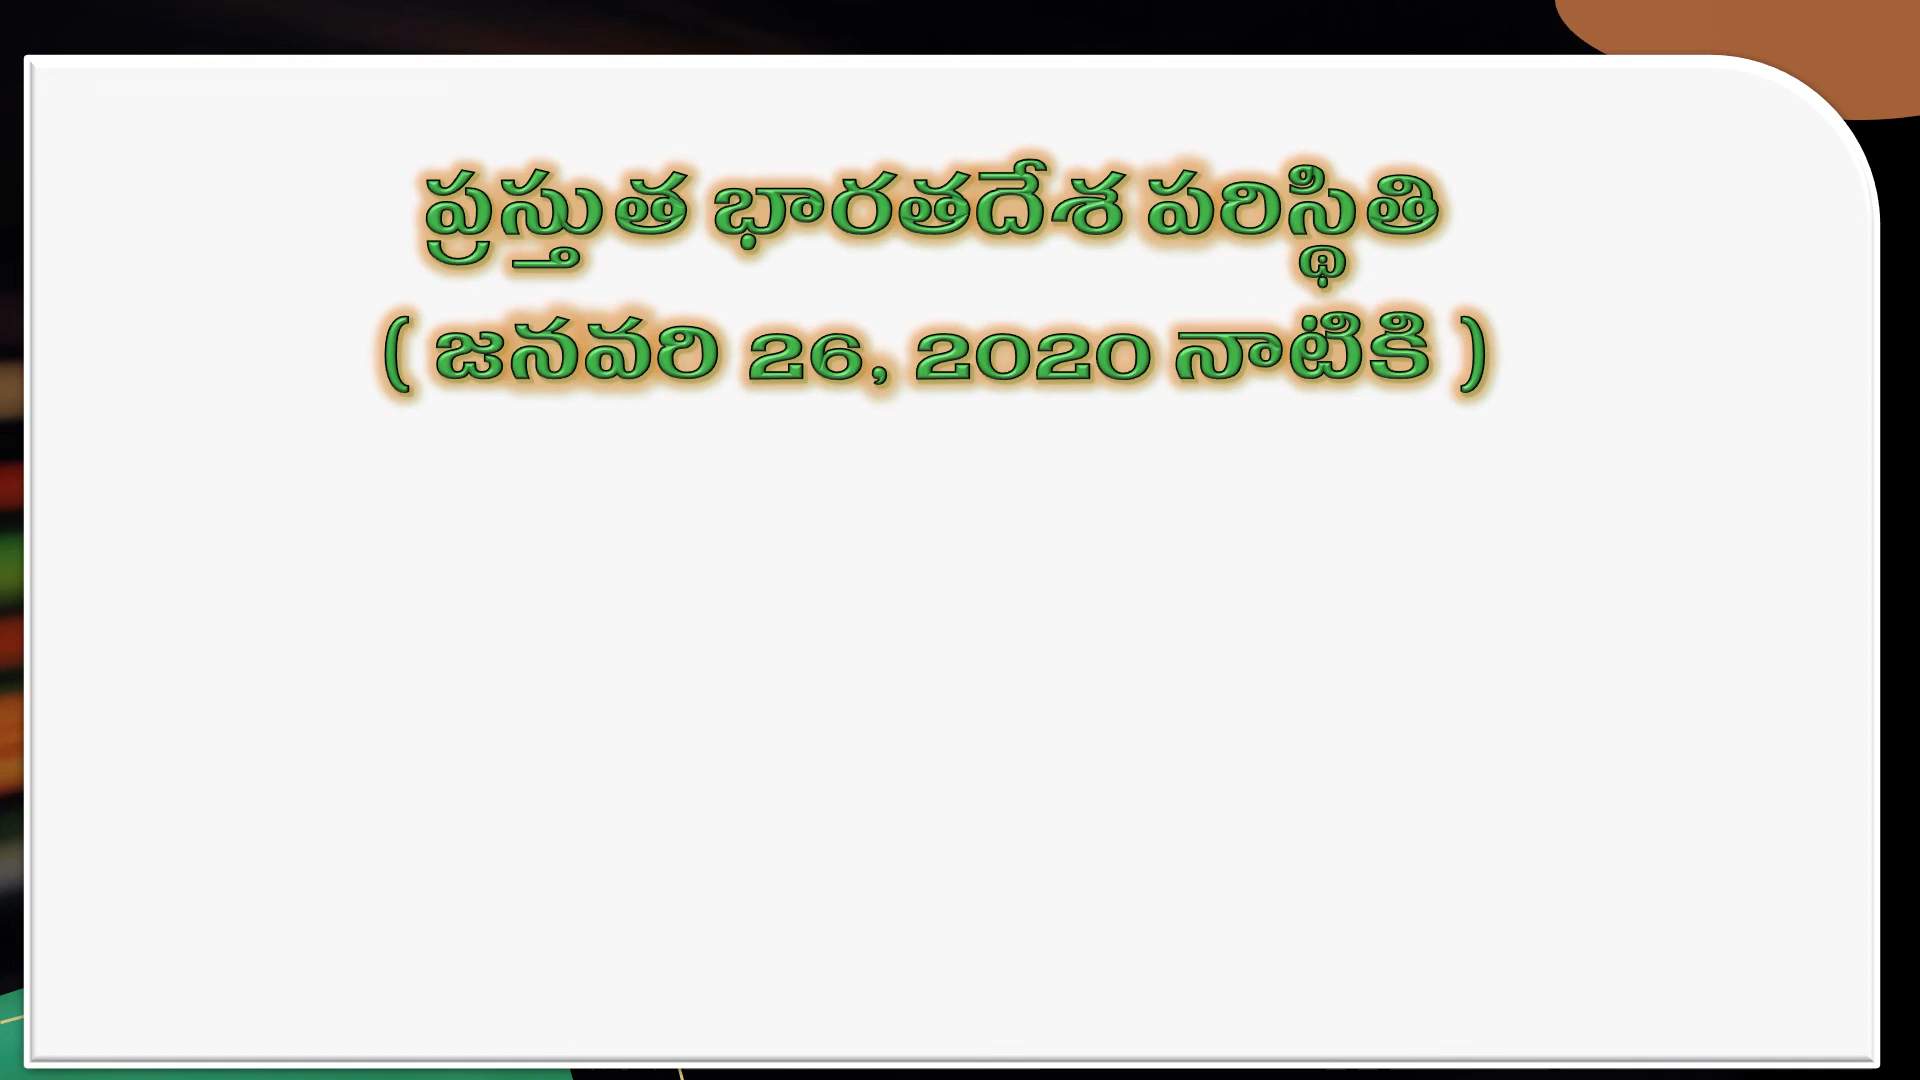 ప్రస్తుత భారతదేశ పరిస్థితి
( జనవరి 26, 2020 నాటికి )